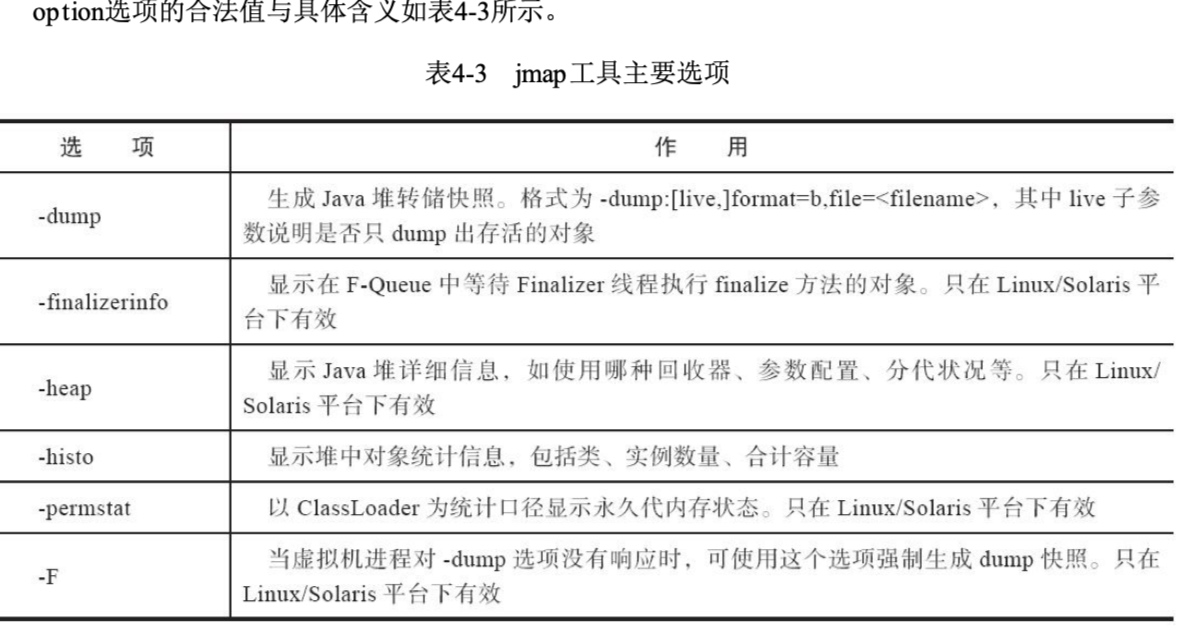 option选项的合法值与具体含义如表4-3所示。
表4-3 jmap工具主要选项
选 项 作 用
-dump 生成 Java 堆转储快照。格式为 -dump:[live,]format=b,file=<filename>，其中 live 子参
数说明是否只 dump 出存活的对象
-finalizerinfo 显示在 F-Queue 中等待 Finalizer 线程执行 finalize 方法的对象。只在 Linux/Solaris 平
台下有效
-heap 显示 Java 堆详细信息，如使用哪种回收器、参数配置、分代状况等。只在 Linux/
Solaris 平台下有效
-histo 显示堆中对象统计信息，包括类、实例数量、合计容量
-permstat 以 ClassLoader 为统计口径显示永久代内存状态。只在 Linux/Solaris 平台下有效
-F 当虚拟机进程对 -dump 选项没有响应时，可使用这个选项强制生成 dump 快照。只在
Linux/Solaris 平台下有效